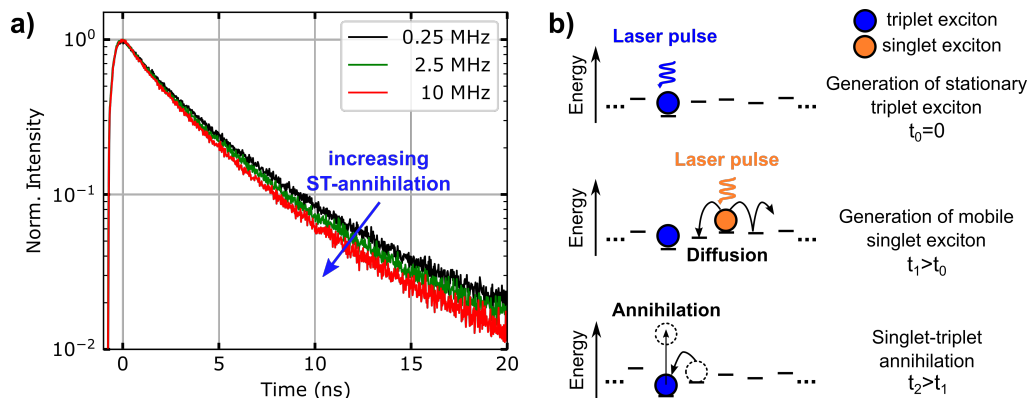 a)
10⁰
10⁻¹
10⁻²
Norm. Intensity
0.25 MHz
2.5 MHz
10 MHz
increasing
ST-annihilation
0
5
10
15
20
Time (ns)
b)
triplet exciton
singlet exciton
Energy
Laser pulse
...
...
Generation of stationary
triplet exciton
t₀=0
Energy
Laser pulse
...
...
Diffusion
Generation of mobile
singlet exciton
t₁>t₀
Energy
Annihilation
...
...
Singlet-triplet
annihilation
t₂>t₁